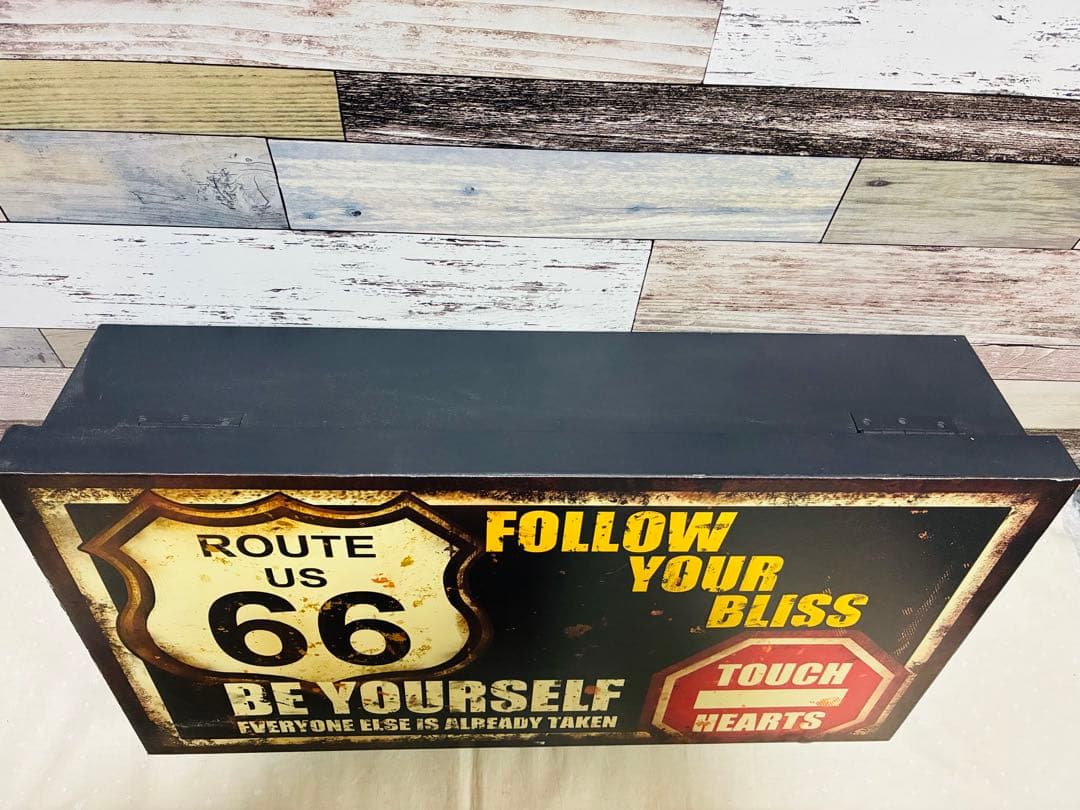 ROUTE
US
66
FOLLOW
YOUR
BLISS
BE YOURSELF
EVERYONE ELSE IS ALREADY TAKEN
TOUCH
HEARTS